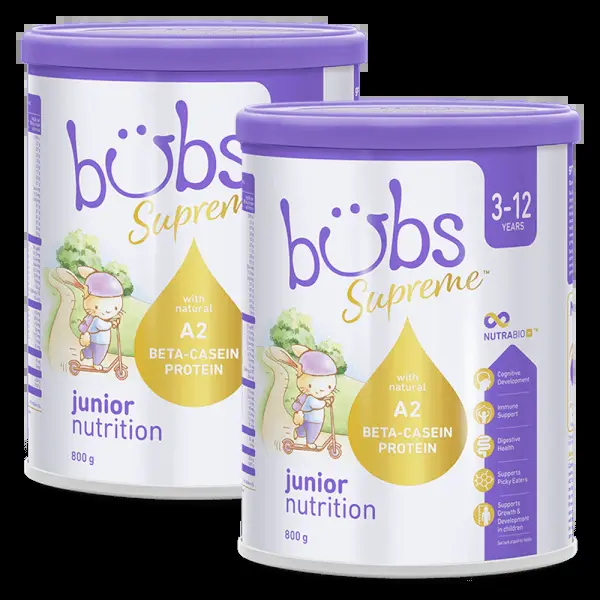 bübs
Supreme
with
natural
A2
BETA-CASEIN
PROTEIN
junior
nutrition
800 g
bübs
Supreme™
3-12
YEARS
NUTRABIO+™
with
natural
A2
BETA-CASEIN
PROTEIN
Cognitive
Development
Immune
Support
Digestive
Health
Supports
Picky Eaters
Supports
Growth &
Development
in children
junior
nutrition
800 g